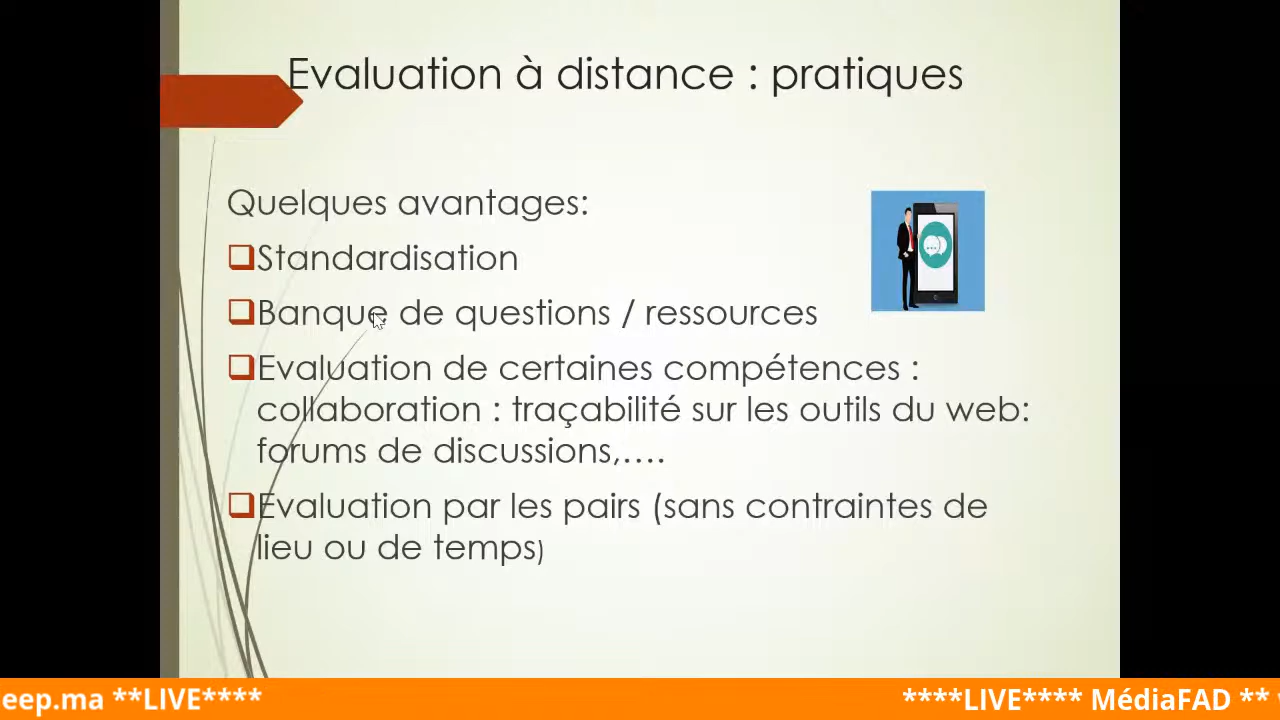 Evaluation à distance : pratiques
Quelques avantages:
Standardisation
Banque de questions / ressources
Evaluation de certaines compétences :
collaboration : traçabilité sur les outils du web:
forums de discussions,....
Evaluation par les pairs (sans contraintes de
lieu ou de temps)
eep.ma **LIVE**** ****LIVE**** MédiaFAD **